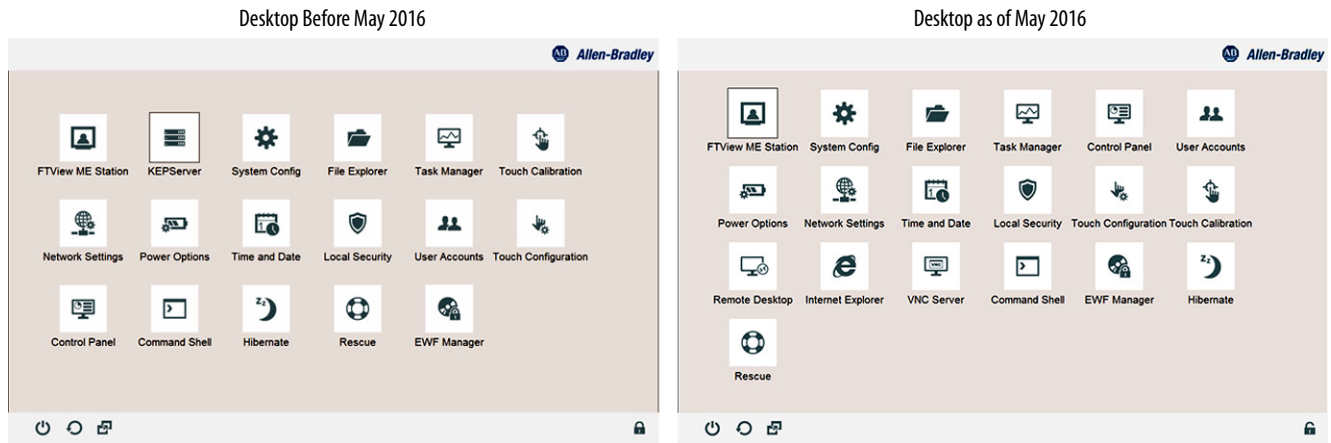 Desktop Before May 2016
Allen-Bradley
FTView ME Station KEPServer System Config File Explorer Task Manager Touch Calibration
Network Settings Power Options Time and Date Local Security User Accounts Touch Configuration
Control Panel Command Shell Hibernate Rescue EWF Manager
Desktop as of May 2016
Allen-Bradley
FTView ME Station System Config File Explorer Task Manager Control Panel User Accounts
Power Options Network Settings Time and Date Local Security Touch Configuration Touch Calibration
VNC
Remote Desktop Internet Explorer VNC Server Command Shell EWF Manager Hibernate
Rescue